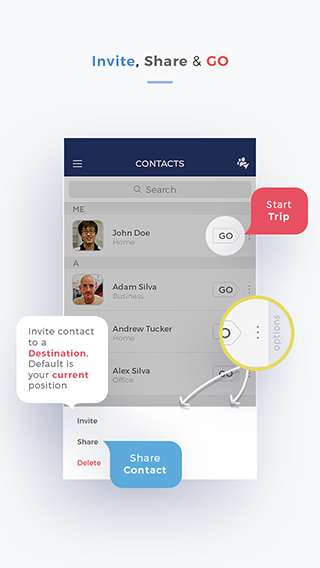 Invite, Share & GO
CONTACTS
Search
ME
John Doe
Home
GO
Start
Trip
A
Adam Silva
Business
GO
Invite contact
to a
Destination.
Default is
your current
position
Andrew Tucker
Home
options
Alex Silva
Office
GO
Invite
Share
Delete
Share
Contact